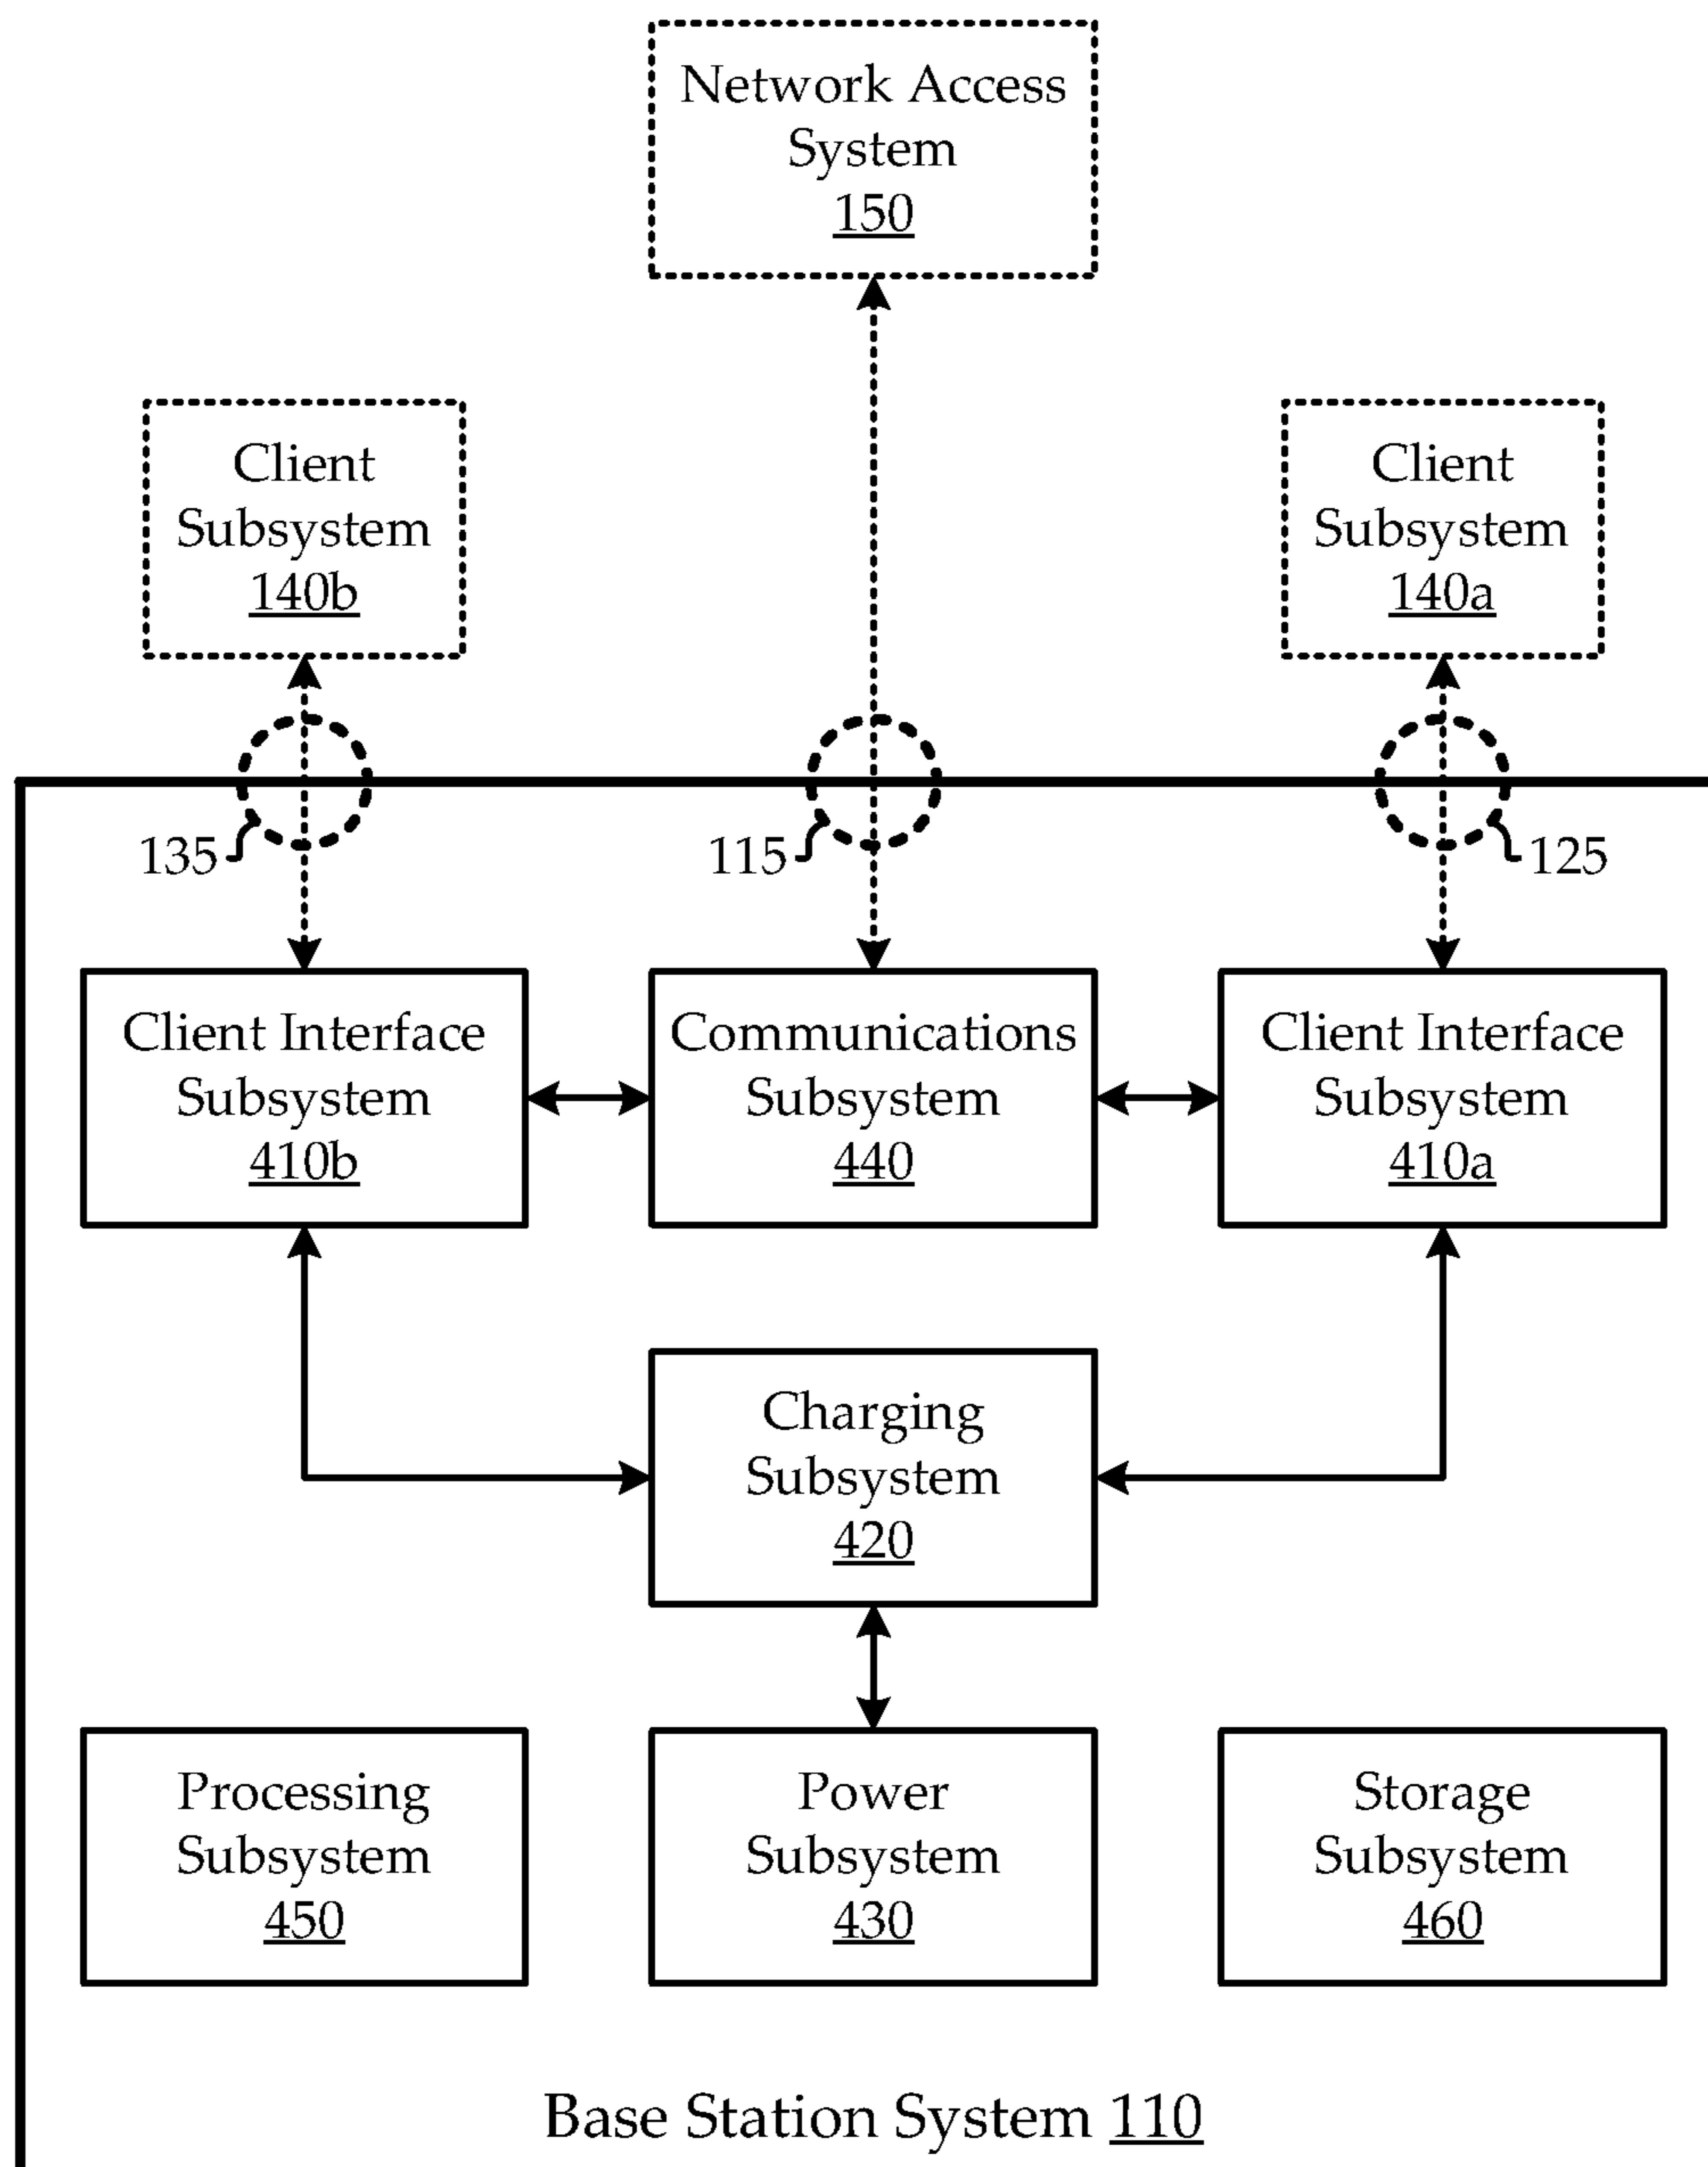 Network Access
System
150
Client
Subsystem
140b
Client
Subsystem
140a
135
115
125
Client Interface
Subsystem
410b
Communications
Subsystem
440
Client Interface
Subsystem
410a
Charging
Subsystem
420
Processing
Subsystem
450
Power
Subsystem
430
Storage
Subsystem
460
Base Station System 110